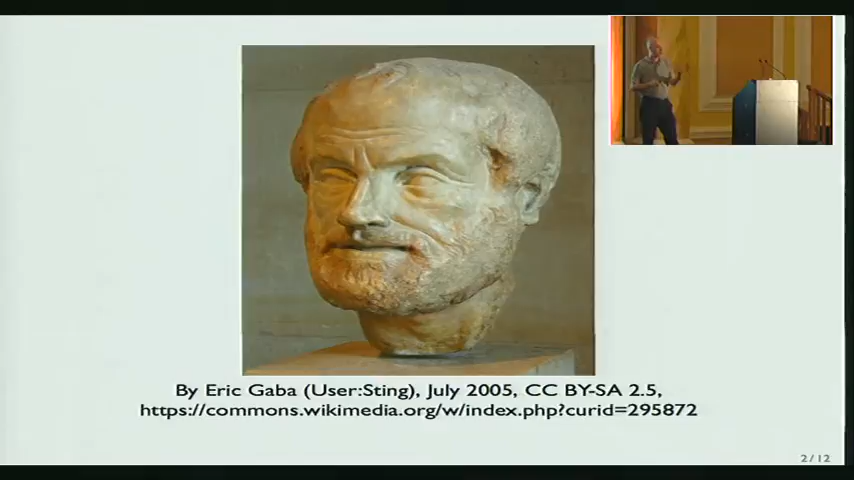 By Eric Gaba (User:Sting), July 2005, CC BY-SA 2.5,
https://commons.wikimedia.org/w/index.php?curid=295872
2/12